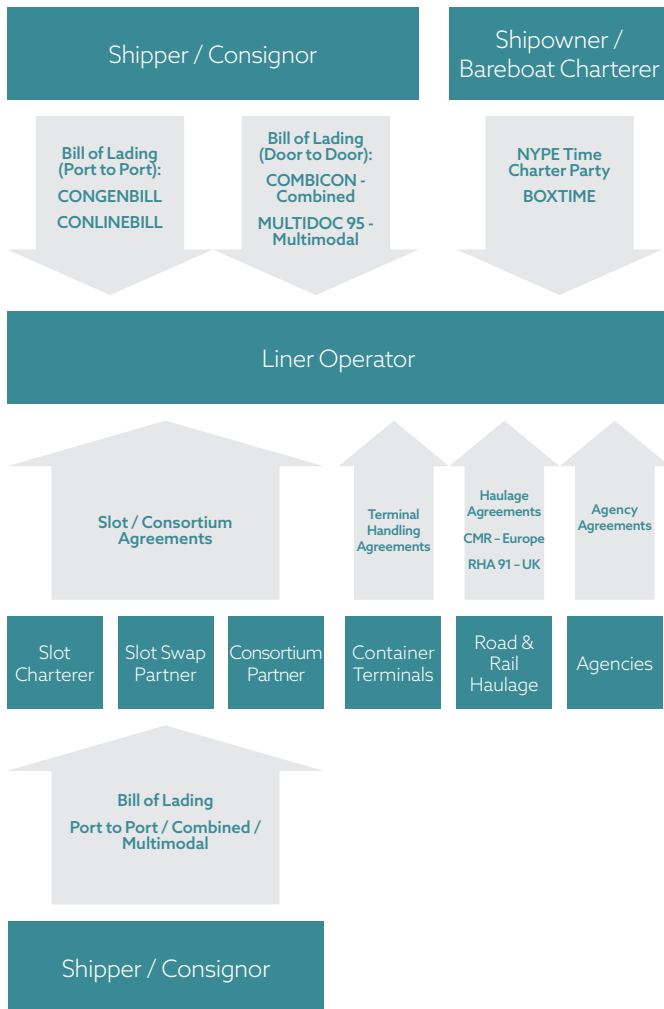 Shipper / Consignor
Shipowner /
Bareboat Charterer
Bill of Lading
(Port to Port):
CONGENBILL
CONLINEBILL
Bill of Lading
(Door to Door):
COMBICON -
Combined
MULTIDOC 95 -
Multimodal
NYPE Time
Charter Party
BOXTIME
Liner Operator
Slot / Consortium
Agreements
Terminal
Handling
Agreements
Haulage
Agreements
CMR – Europe
RHA 91 – UK
Agency
Agreements
Slot
Charterer
Slot Swap
Partner
Consortium
Partner
Container
Terminals
Road &
Rail
Haulage
Agencies
Bill of Lading
Port to Port / Combined /
Multimodal
Shipper / Consignor